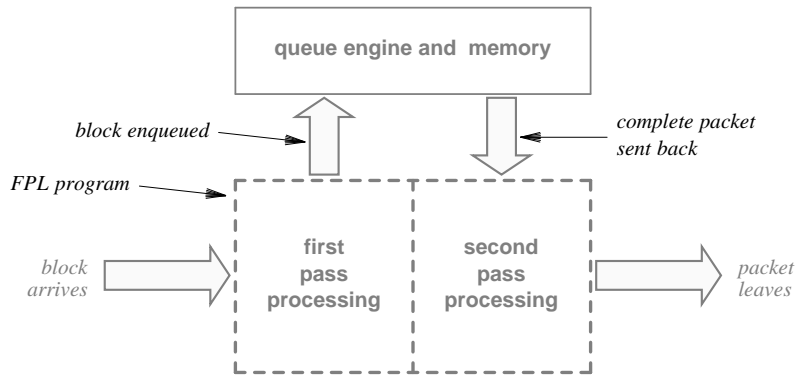 queue engine and memory
block enqueued
complete packet
sent back
FPL program
block
arrives
first
pass
processing
second
pass
processing
packet
leaves